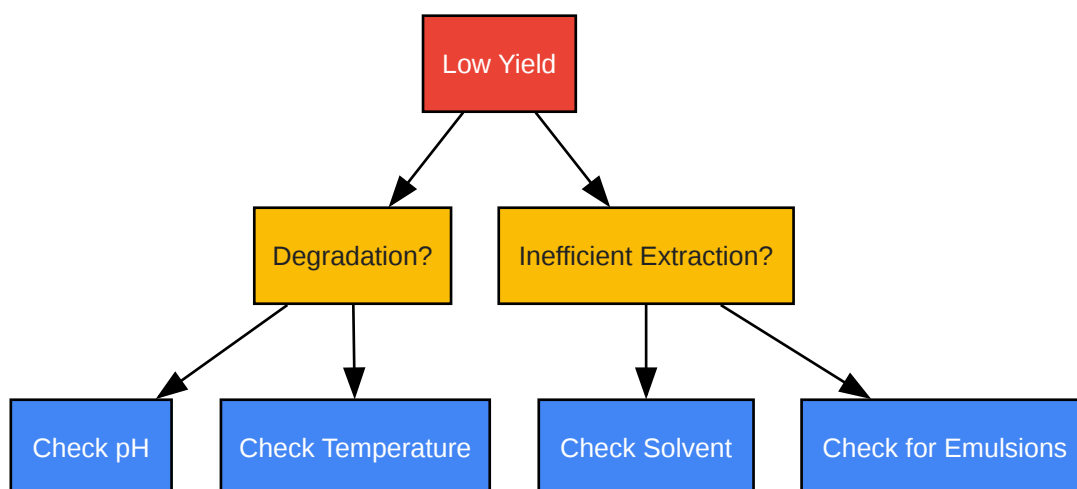 Low Yield
Degradation?
Inefficient Extraction?
Check pH
Check Temperature
Check Solvent
Check for Emulsions